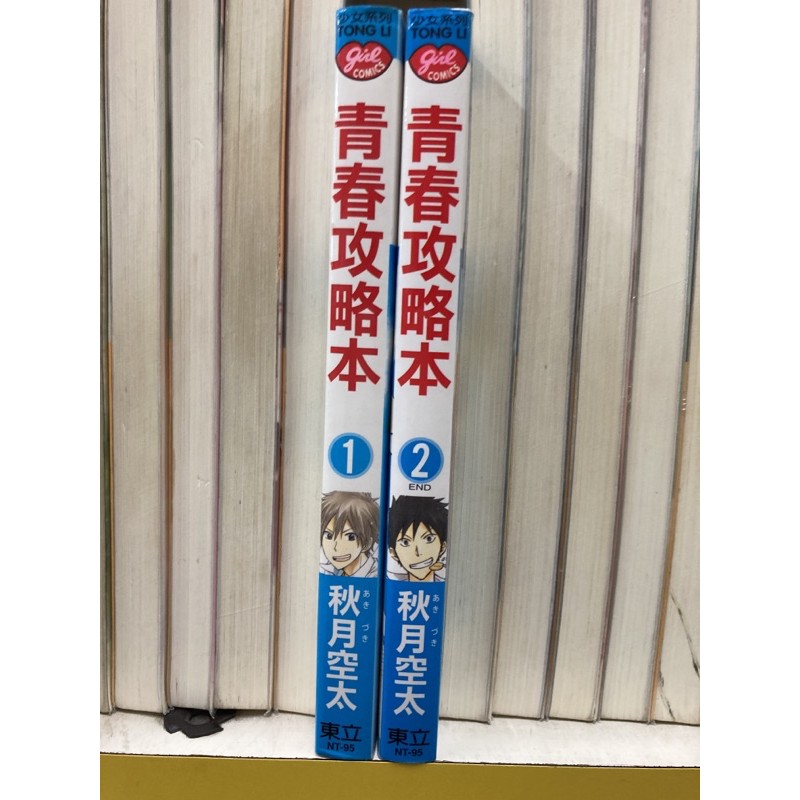 少女系列
TONG LI
girl
COMICS
青春攻略本
1
秋月空太
あき づき
東立
NT-95
少女系列
TONG LI
girl
COMICS
青春攻略本
2
END
秋月空太
あき づき
東立
NT-95